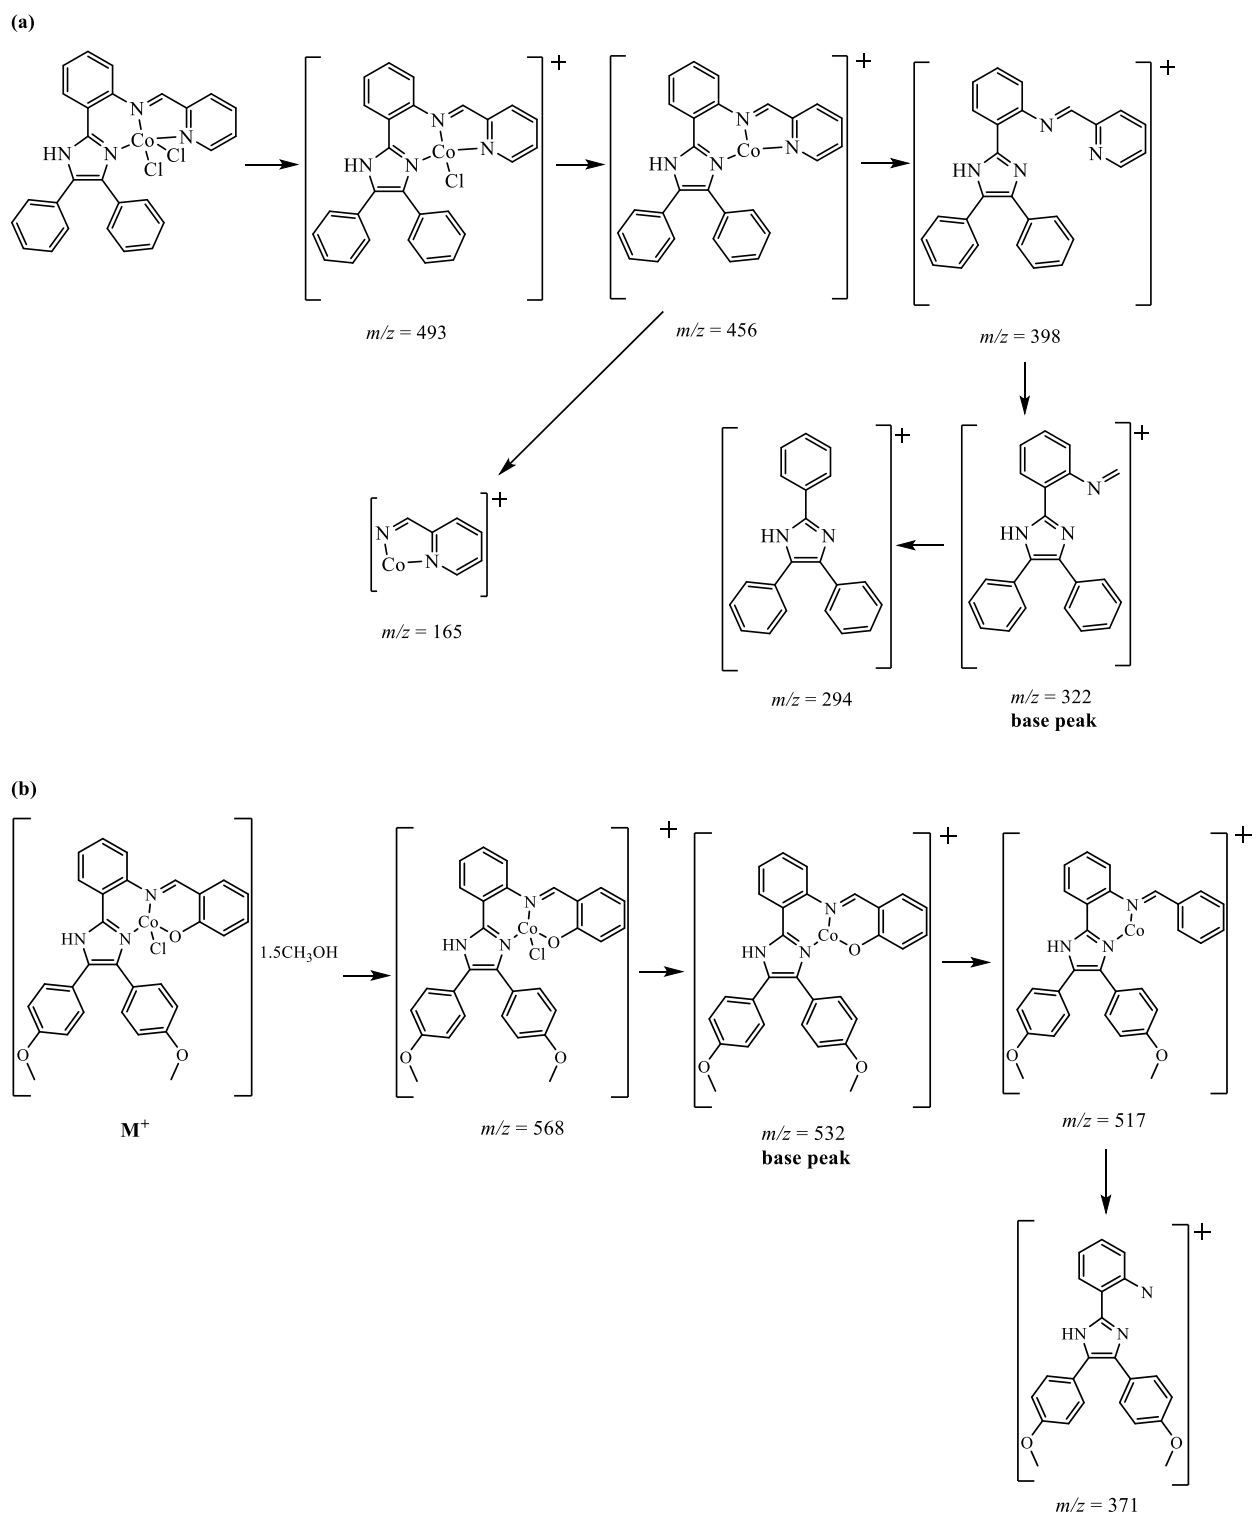 (a)
N
N
HN
N
Co
Cl
Cl
+
N
N
HN
N
Co
Cl
m/z = 493
+
N
N
HN
N
Co
m/z = 456
+
N
N
HN
N
m/z = 398
+
N
Co
N
m/z = 165
+
HN
N
m/z = 294
+
N
HN
N
m/z = 322
base peak
(b)
N
HN
N
Co
Cl
O
O
O
1.5CH₃OH
M⁺
+
N
HN
N
Co
Cl
O
O
O
m/z = 568
+
N
HN
N
Co
O
O
O
m/z = 532
base peak
+
N
HN
N
Co
O
O
m/z = 517
+
N
HN
N
O
O
m/z = 371